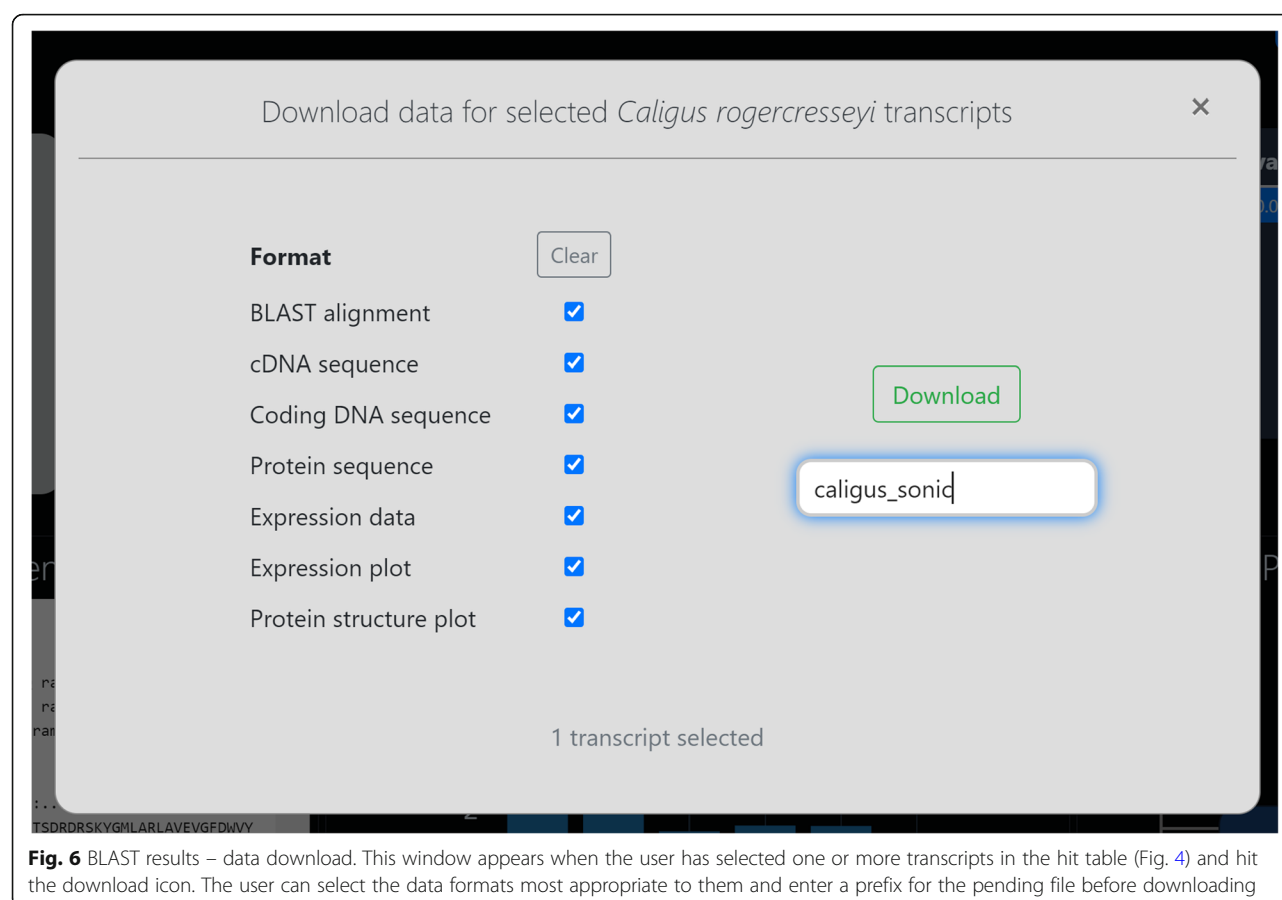 Download data for selected Caligus rogercresseyi transcripts ×
Format Clear
BLAST alignment
cDNA sequence
Coding DNA sequence
Protein sequence
Expression data
Expression plot
Protein structure plot
Download
caligus_sonic
1 transcript selected
TSDRDRSKYGMLARLAVEVGFDWVY
Fig. 6 BLAST results – data download. This window appears when the user has selected one or more transcripts in the hit table (Fig. 4) and hit
the download icon. The user can select the data formats most appropriate to them and enter a prefix for the pending file before downloading